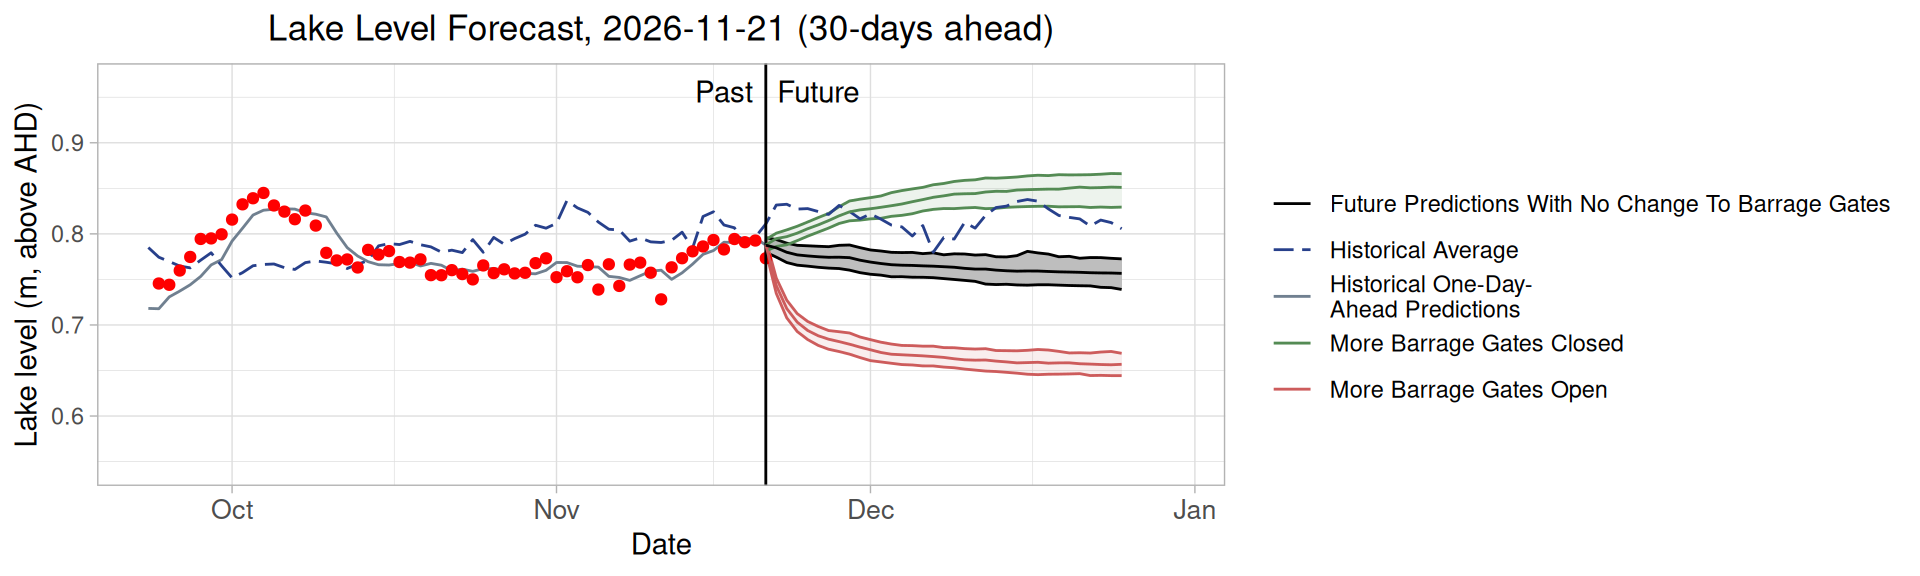 Lake Level Forecast, 2026-11-21 (30-days ahead)
Past
Future
Lake level (m, above AHD)
0.9
0.8
0.7
0.6
Oct
Nov
Dec
Jan
Date
Future Predictions With No Change To Barrage Gates
Historical Average
Historical One-Day-
Ahead Predictions
More Barrage Gates Closed
More Barrage Gates Open